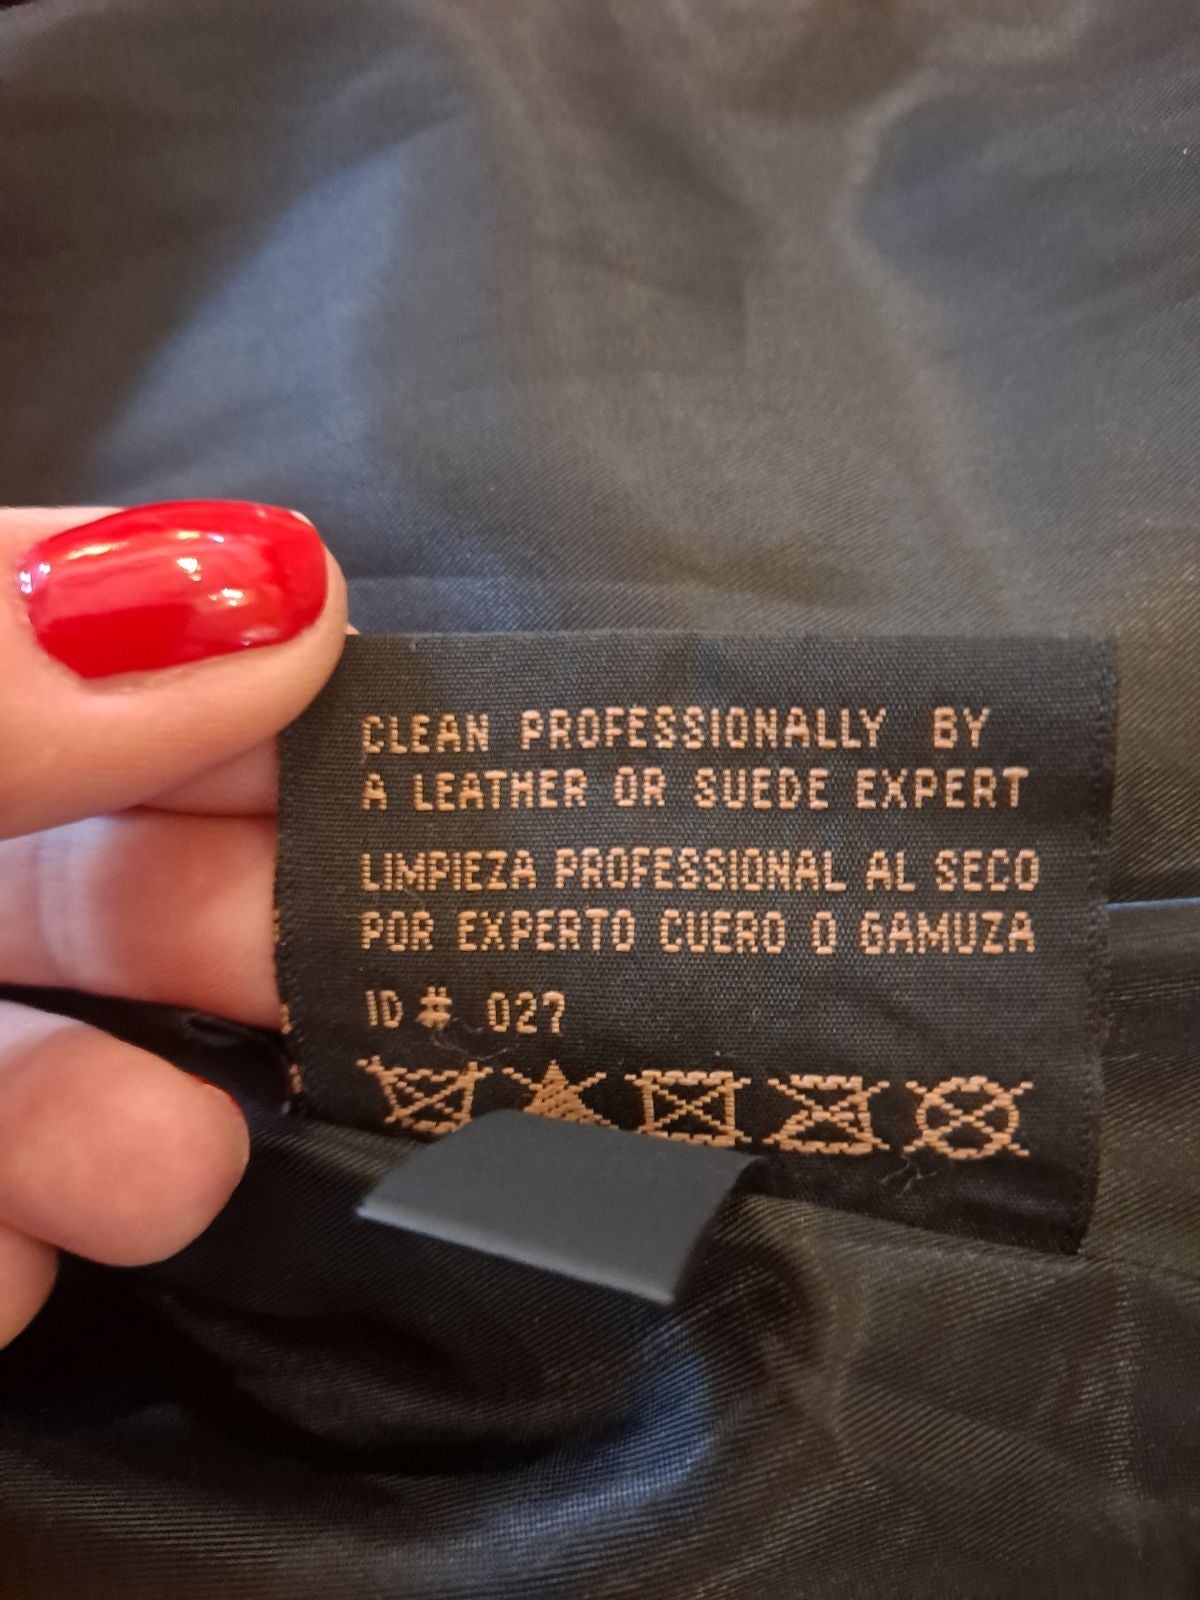 CLEAN PROFESSIONALLY BY
A LEATHER OR SUEDE EXPERT
LIMPIEZA PROFESSIONAL AL SECO
POR EXPERTO CUERO O GAMUZA
ID # 027